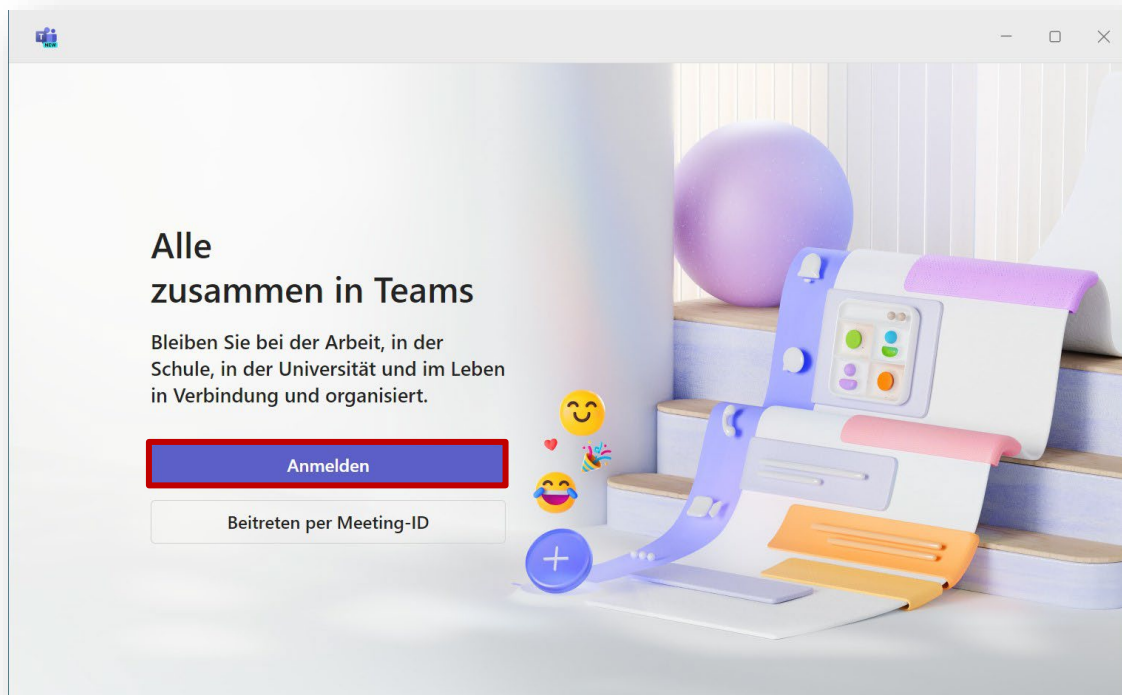 T
NEW
Alle
zusammen in Teams
Bleiben Sie bei der Arbeit, in der
Schule, in der Universität und im Leben
in Verbindung und organisiert.
Anmelden
Beitreten per Meeting-ID